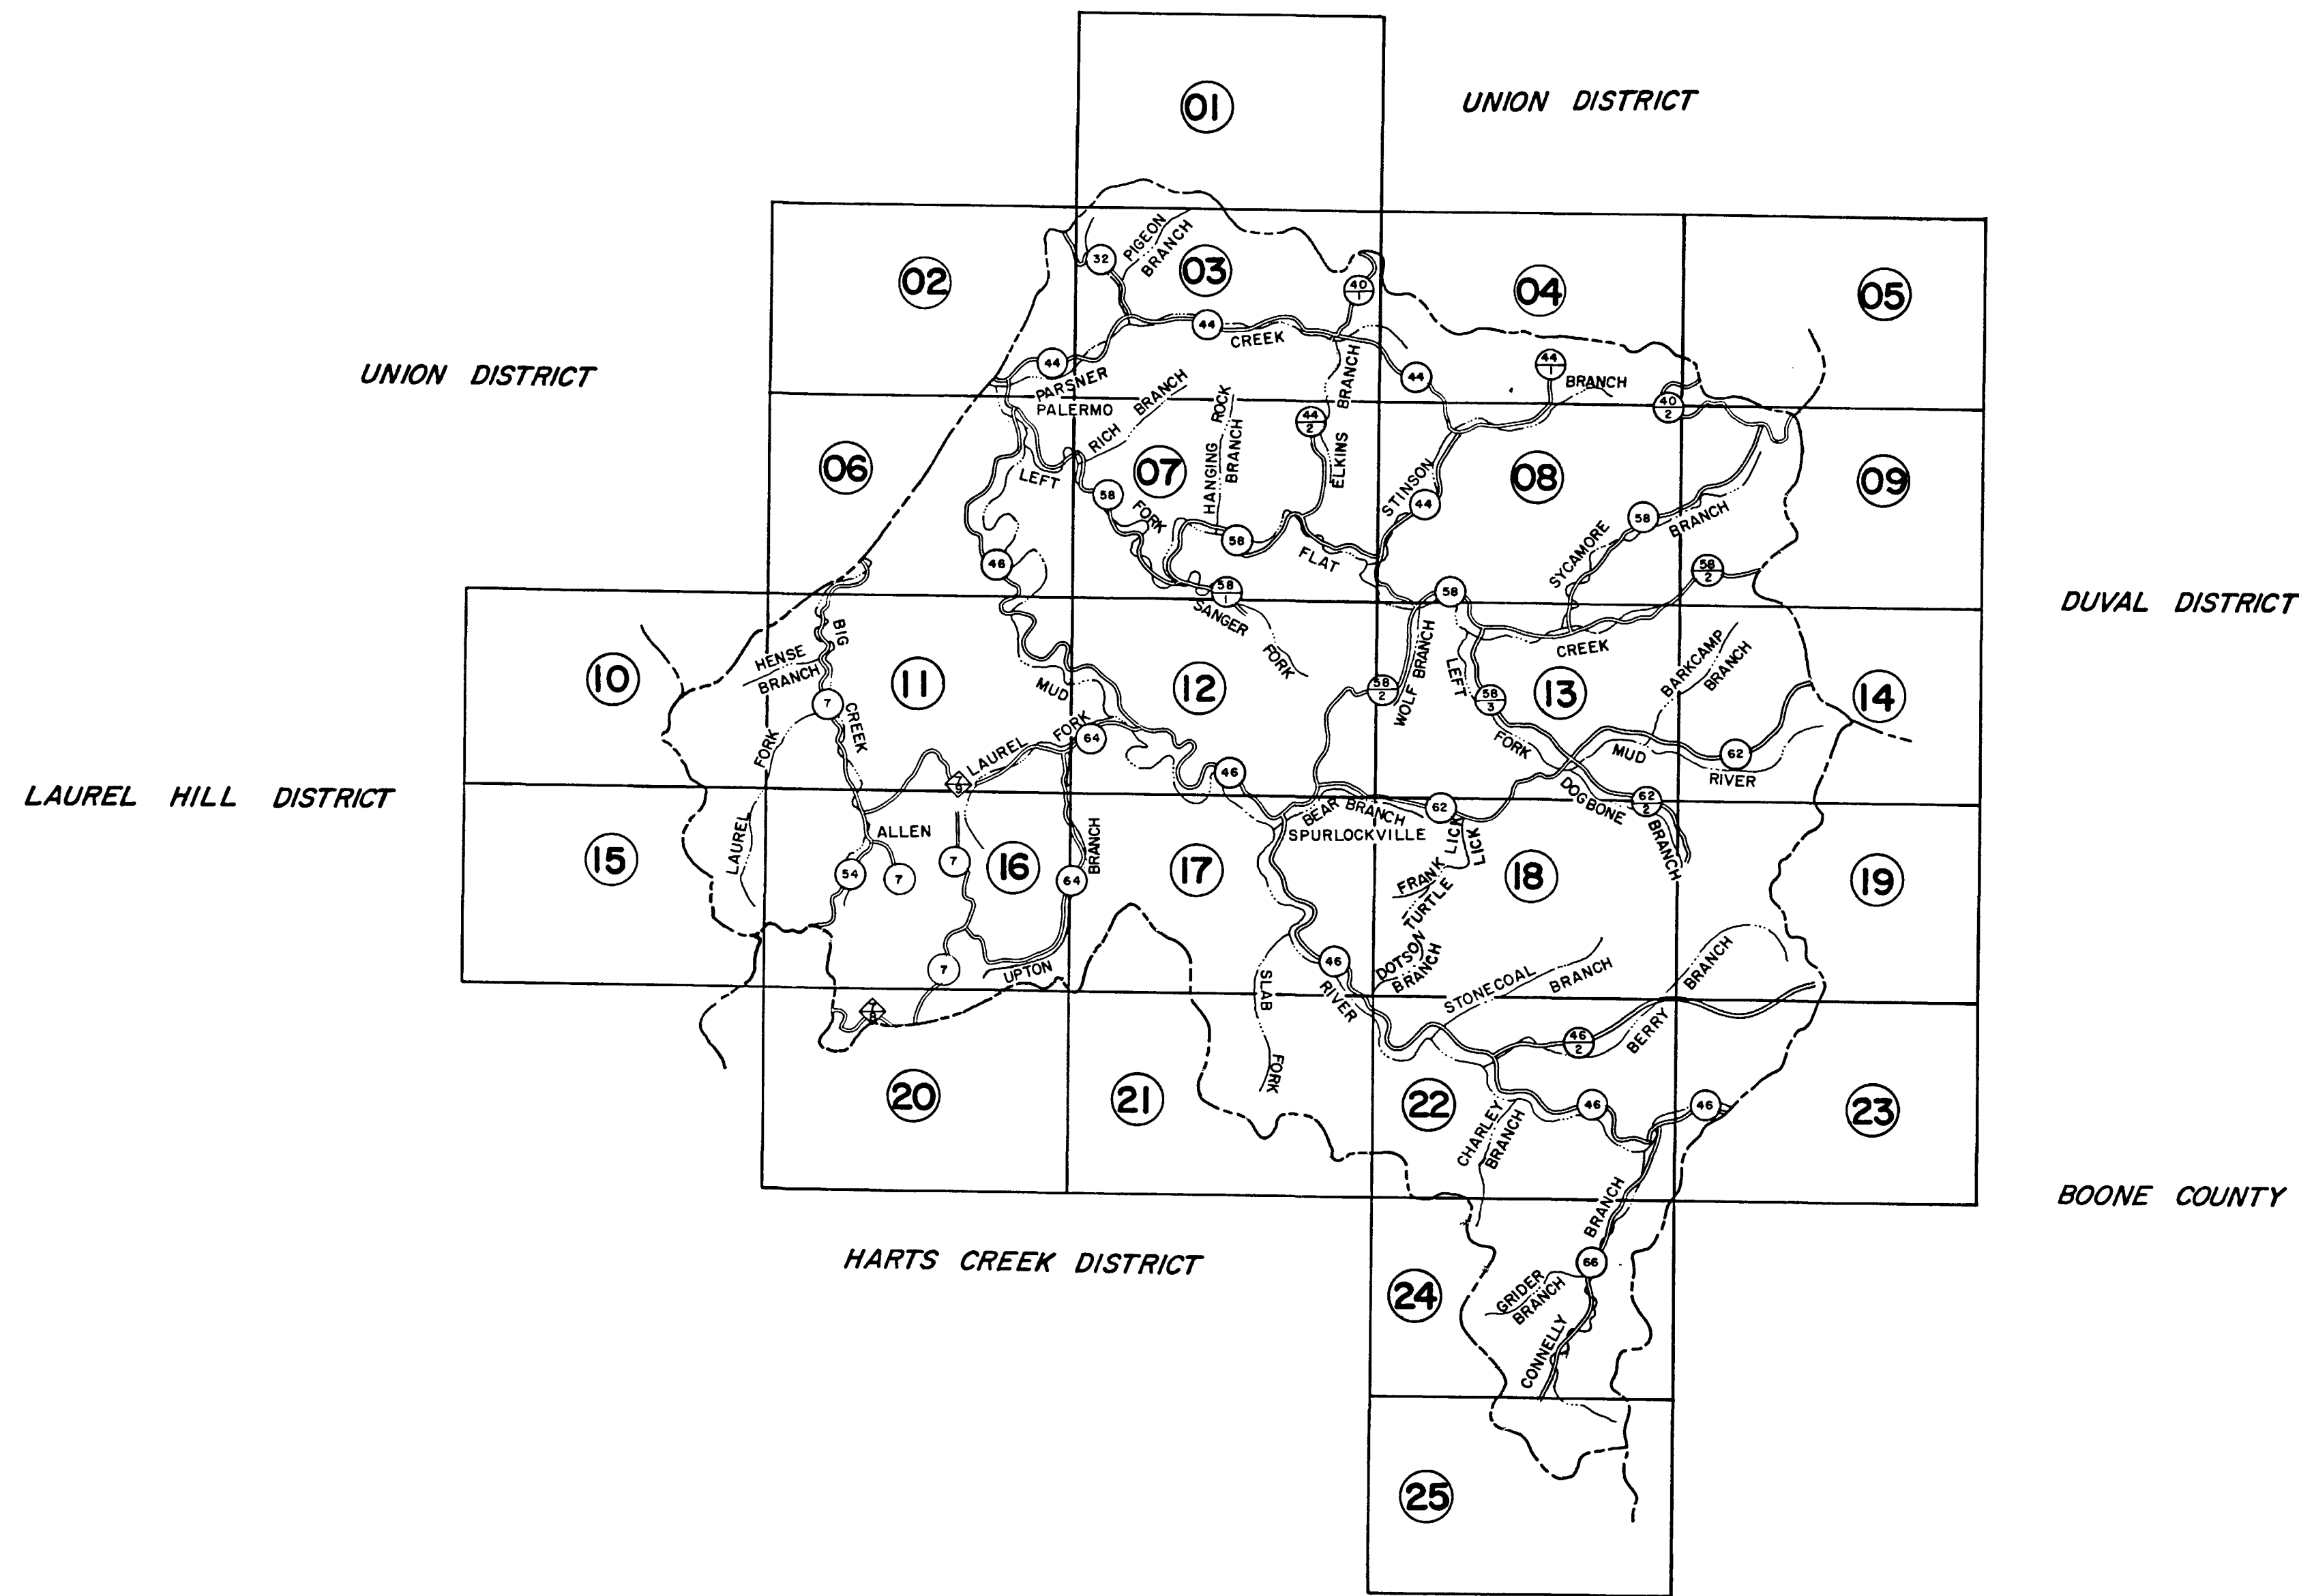 01
UNION DISTRICT
PIGEON
BRANCH
32
03
02
40
1
04
05
44
CREEK
44
PARSNER
PALERMO
44
44
1
BRANCH
UNION DISTRICT
RICH BRANCH
HANGING ROCK
BRANCH
44
2
ELKINS BRANCH
40
2
06
LEFT
07
58
FORK
58
FLAT
STINSON
44
08
58
SYCAMORE
BRANCH
09
46
58
1
SANGER
FORK
58
58
2
DUVAL DISTRICT
10
BIG
HENSE
BRANCH
11
7
CREEK
MUD
12
58
2
WOLF BRANCH
LEFT
CREEK
58
3
13
BARKCAMP
BRANCH
14
FORK
LAUREL FORK
64
46
FORK
MUD
62
RIVER
7
9
LAUREL HILL DISTRICT
15
LAUREL
ALLEN
54
7
7
16
BRANCH
64
17
BEAR BRANCH
SPURLOCKVILLE
62
LICK
LICK
FRANK
TURTLE
DOGBONE
62
2
BRANCH
18
19
7
UPTON
SLAB
46
RIVER
DOTSON
BRANCH
STONECOAL
BRANCH
BRANCH
7
8
FORK
46
2
BERRY
20
21
22
CHARLEY
BRANCH
46
46
23
BOONE COUNTY
HARTS CREEK DISTRICT
BRANCH
66
24
GRIDER
BRANCH
CONNELLY
25